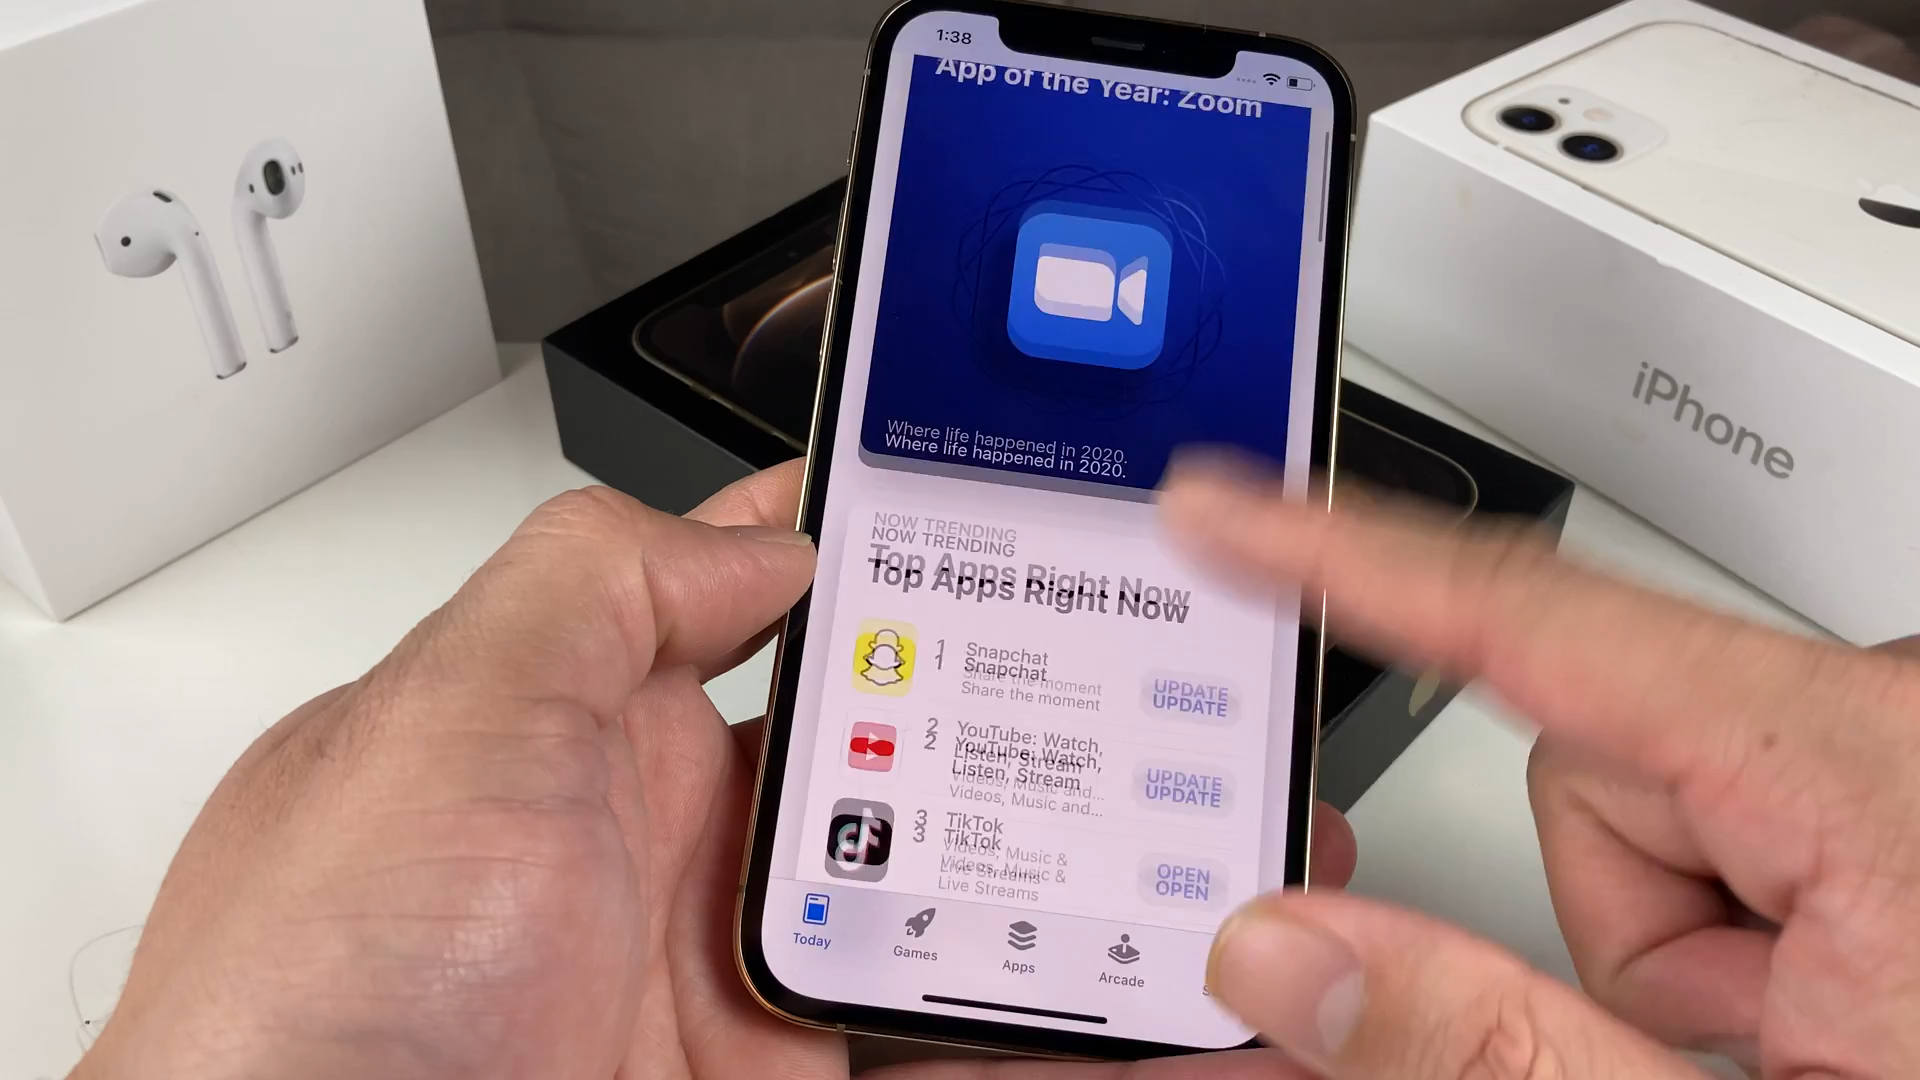 1:38
App of the Year: Zoom
Where life happened in 2020.
NOW TRENDING
Top Apps Right Now
1 Snapchat
Share the moment
UPDATE
2 YouTube: Watch,
Listen, Stream
Videos, Music and...
UPDATE
3 TikTok
Videos, Music &
Live Streams
OPEN
Today
Games
Apps
Arcade
iPhone